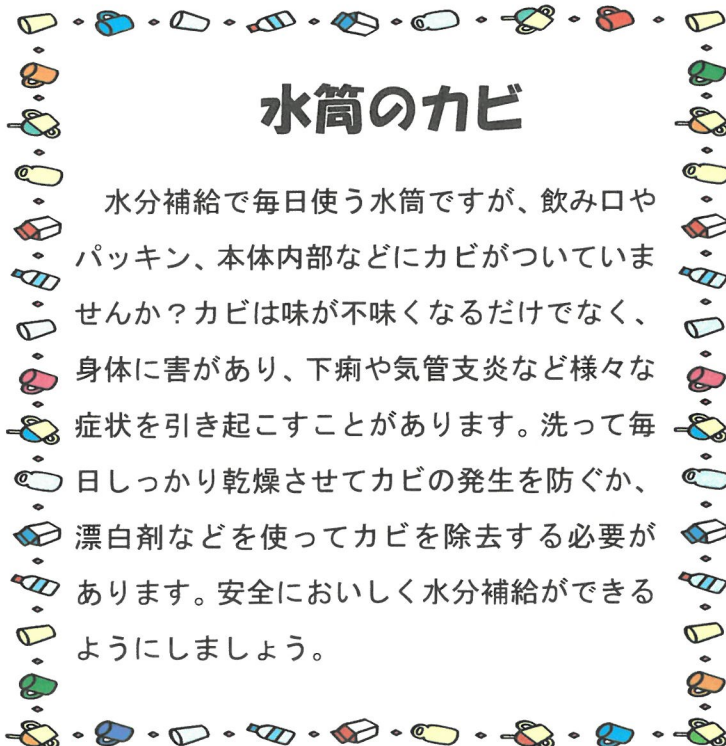 水筒のカビ
水分補給で毎日使う水筒ですが、飲み口や
パッキン、本体内部などにカビがついていま
せんか？カビは味が不味くなるだけでなく、
身体に害があり、下痢や気管支炎など様々な
症状を引き起こすことがあります。洗って毎
日しっかり乾燥させてカビの発生を防ぐか、
漂白剤などを使ってカビを除去する必要が
あります。安全においしく水分補給ができる
ようにしましょう。